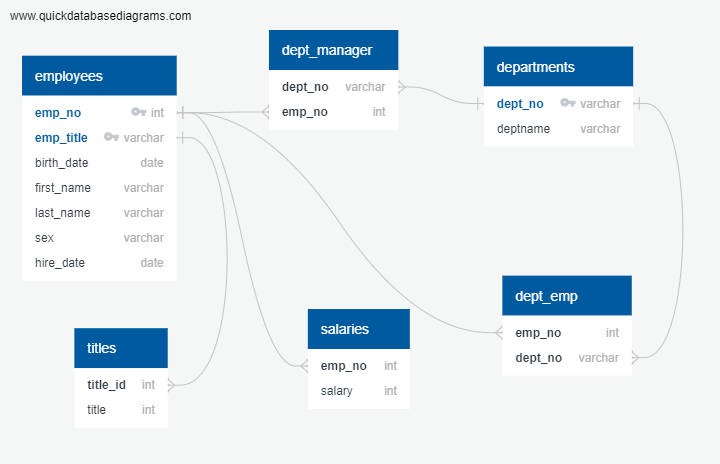 www.quickdatabasediagrams.com
employees
emp_no int
emp_title varchar
birth_date date
first_name varchar
last_name varchar
sex varchar
hire_date date
dept_manager
dept_no varchar
emp_no int
departments
dept_no varchar
deptname varchar
titles
title_id int
title int
salaries
emp_no int
salary int
dept_emp
emp_no int
dept_no varchar